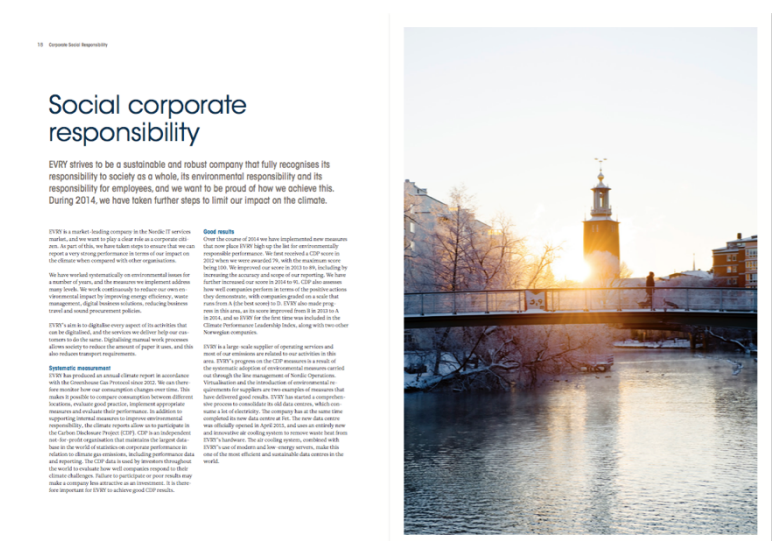 18 Corporate Social Responsibility
Social corporate
responsibility
EVRY strives to be a sustainable and robust company that fully recognises its
responsibility to society as a whole, its environmental responsibility and its
responsibility for employees, and we want to be proud of how we achieve this.
During 2014, we have taken further steps to limit our impact on the climate.
EVRY is a market-leading company in the Nordic IT services
market, and we want to play a clear role as a corporate citi-
zen. As part of this, we have taken steps to ensure that we can
report a very strong performance in terms of our impact on
the climate when compared with other organisations.
We have worked systematically on environmental issues for
a number of years, and the measures we implement address
many levels. We work continuously to reduce our own en-
vironmental impact by improving energy efficiency, waste
management, digital business solutions, reducing business
travel and sound procurement policies.
EVRY's aim is to digitalise every aspect of its activities that
can be digitalised, and the services we deliver help our cus-
tomers to do the same. Digitalising manual work processes
allows society to reduce the amount of paper it uses, and this
also reduces transport requirements.
Systematic measurement
EVRY has produced an annual climate report in accordance
with the Greenhouse Gas Protocol since 2012. We can there-
fore monitor how our consumption changes over time. This
makes it possible to compare consumption between different
locations, evaluate good practice, implement appropriate
measures and evaluate their performance. In addition to
supporting internal measures to improve environmental
responsibility, the climate reports allow us to participate in
the Carbon Disclosure Project (CDP). CDP is an independent
not-for-profit organisation that maintains the largest data-
base in the world of statistics on corporate performance in
relation to climate gas emissions, including performance data
and reporting. The CDP data is used by investors throughout
the world to evaluate how well companies respond to their
climate challenges. Failure to participate or poor results may
make a company less attractive as an investment. It is there-
fore important for EVRY to achieve good CDP results.
Good results
Over the course of 2014 we have implemented new measures
that now place EVRY high up the list for environmentally
responsible performance. We first received a CDP score in
2012 when we were awarded 79, with the maximum score
being 100. We improved our score in 2013 to 89, including by
increasing the accuracy and scope of our reporting. We have
further increased our score in 2014 to 91. CDP also assesses
how well companies perform in terms of the positive actions
they demonstrate, with companies graded on a scale that
runs from A (the best score) to D. EVRY also made prog-
ress in this area, as its score improved from B in 2013 to A
in 2014, and so EVRY for the first time was included in the
Climate Performance Leadership Index, along with two other
Norwegian companies.
EVRY is a large-scale supplier of operating services and
most of our emissions are related to our activities in this
area. EVRY's progress on the CDP measures is a result of
the systematic adoption of environmental measures carried
out through the line management of Nordic Operations.
Virtualisation and the introduction of environmental re-
quirements for suppliers are two examples of measures that
have delivered good results. EVRY has started a comprehen-
sive process to consolidate its old data centres, which con-
sume a lot of electricity. The company has at the same time
completed its new data centre at Fet. The new data centre
was officially opened in April 2015, and uses an entirely new
and innovative air cooling system to remove waste heat from
EVRY's hardware. The air cooling system, combined with
EVRY's use of modern and low-energy servers, make this
one of the most efficient and sustainable data centres in the
world.